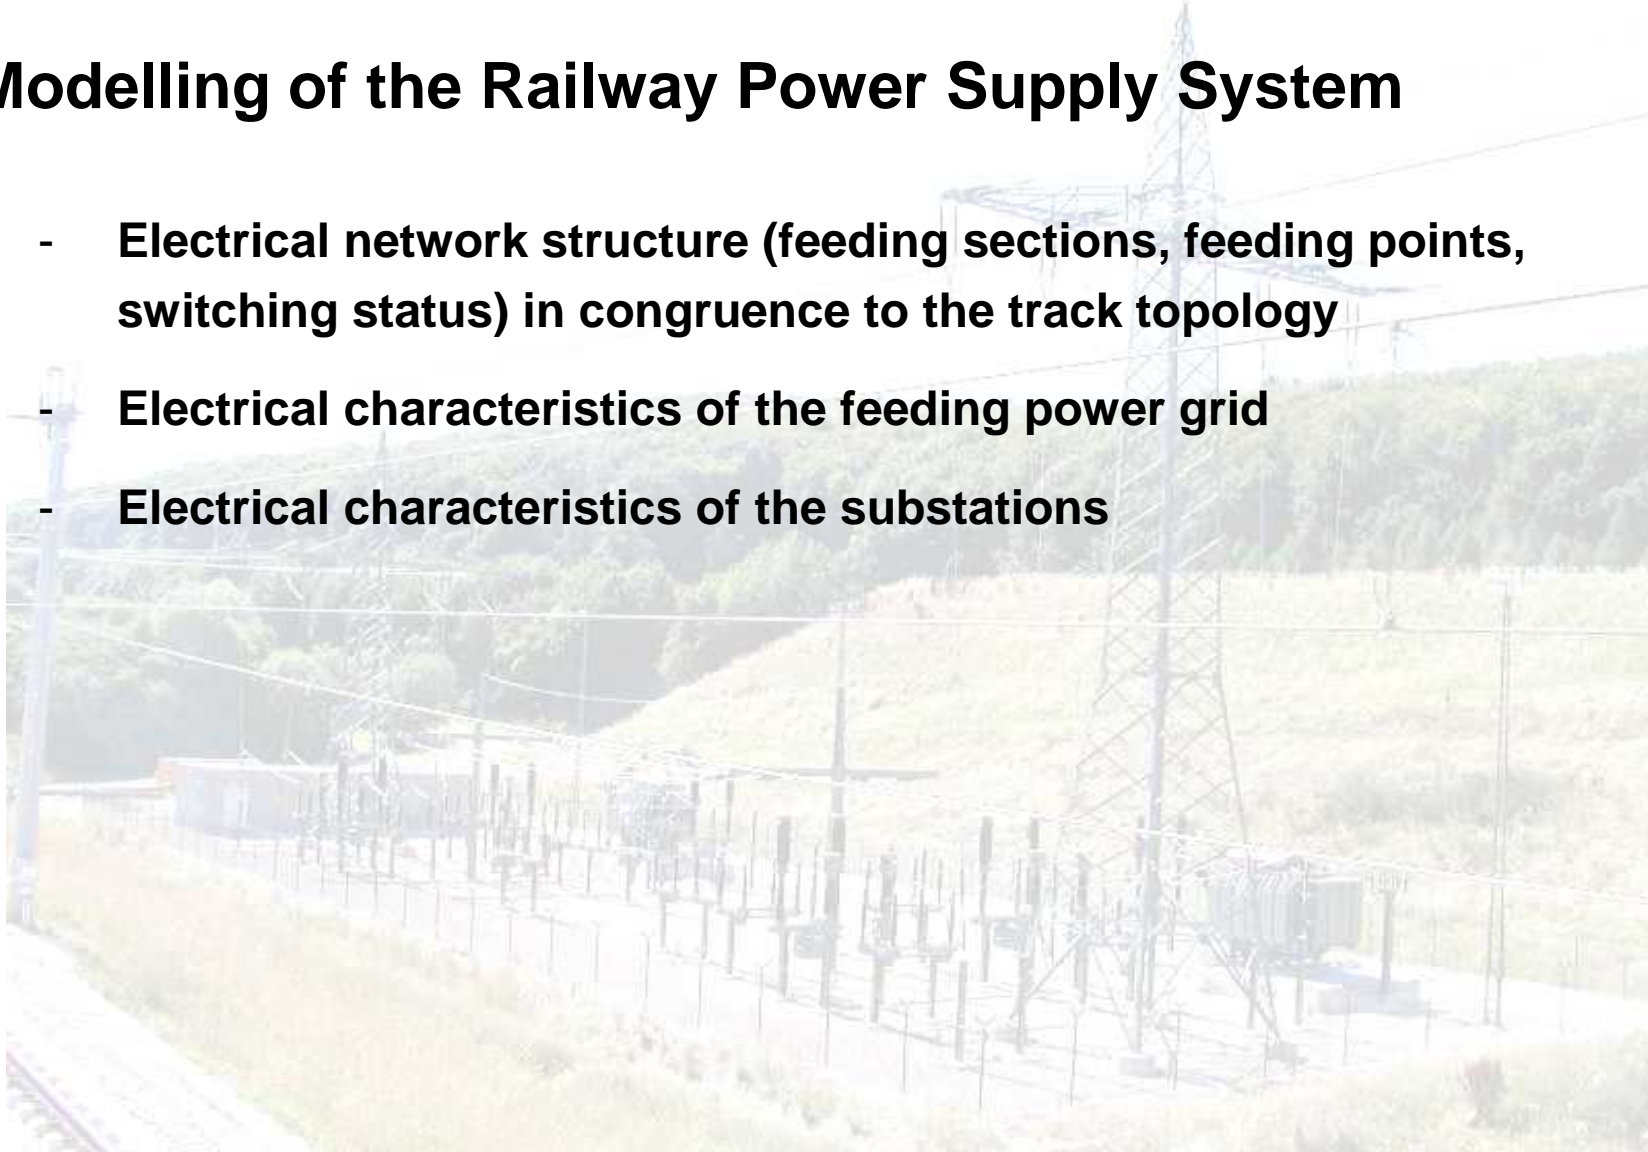 Modelling of the Railway Power Supply System
- Electrical network structure (feeding sections, feeding points,
switching status) in congruence to the track topology
- Electrical characteristics of the feeding power grid
- Electrical characteristics of the substations